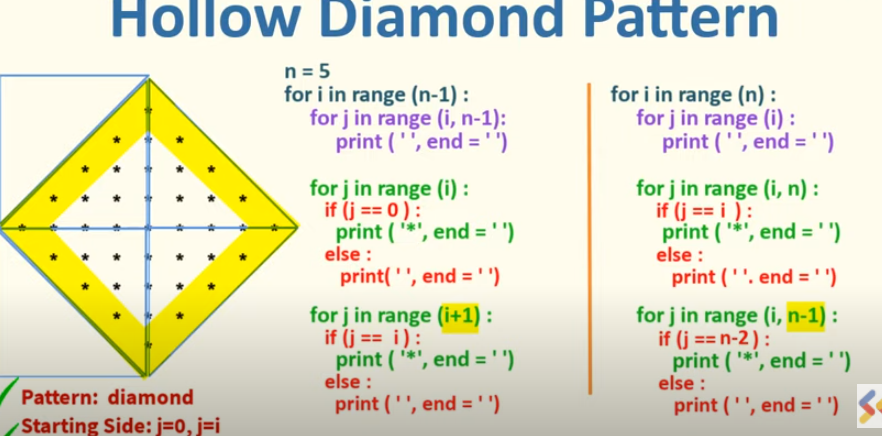 Hollow Diamond Pattern
n = 5
for i in range (n-1) :
for j in range (i, n-1):
print ( ' ', end = ' ')
for j in range (i) :
if (j == 0 ) :
print ( '*', end = ' ')
else :
print( ' ', end = ' ')
for j in range (i+1) :
if (j == i ) :
print ( '*', end = ' ')
else :
print ( ' ', end = ' ')
for i in range (n) :
for j in range (i) :
print ( ' ', end = ' ')
for j in range (i, n) :
if (j == i ) :
print ( '*', end = ' ')
else :
print ( ' '. end = ' ')
for j in range (i, n-1) :
if (j == n-2 ) :
print ( '*', end = ' ')
else :
print ( ' ', end = ' ')
Pattern: diamond
Starting Side: j=0, j=i